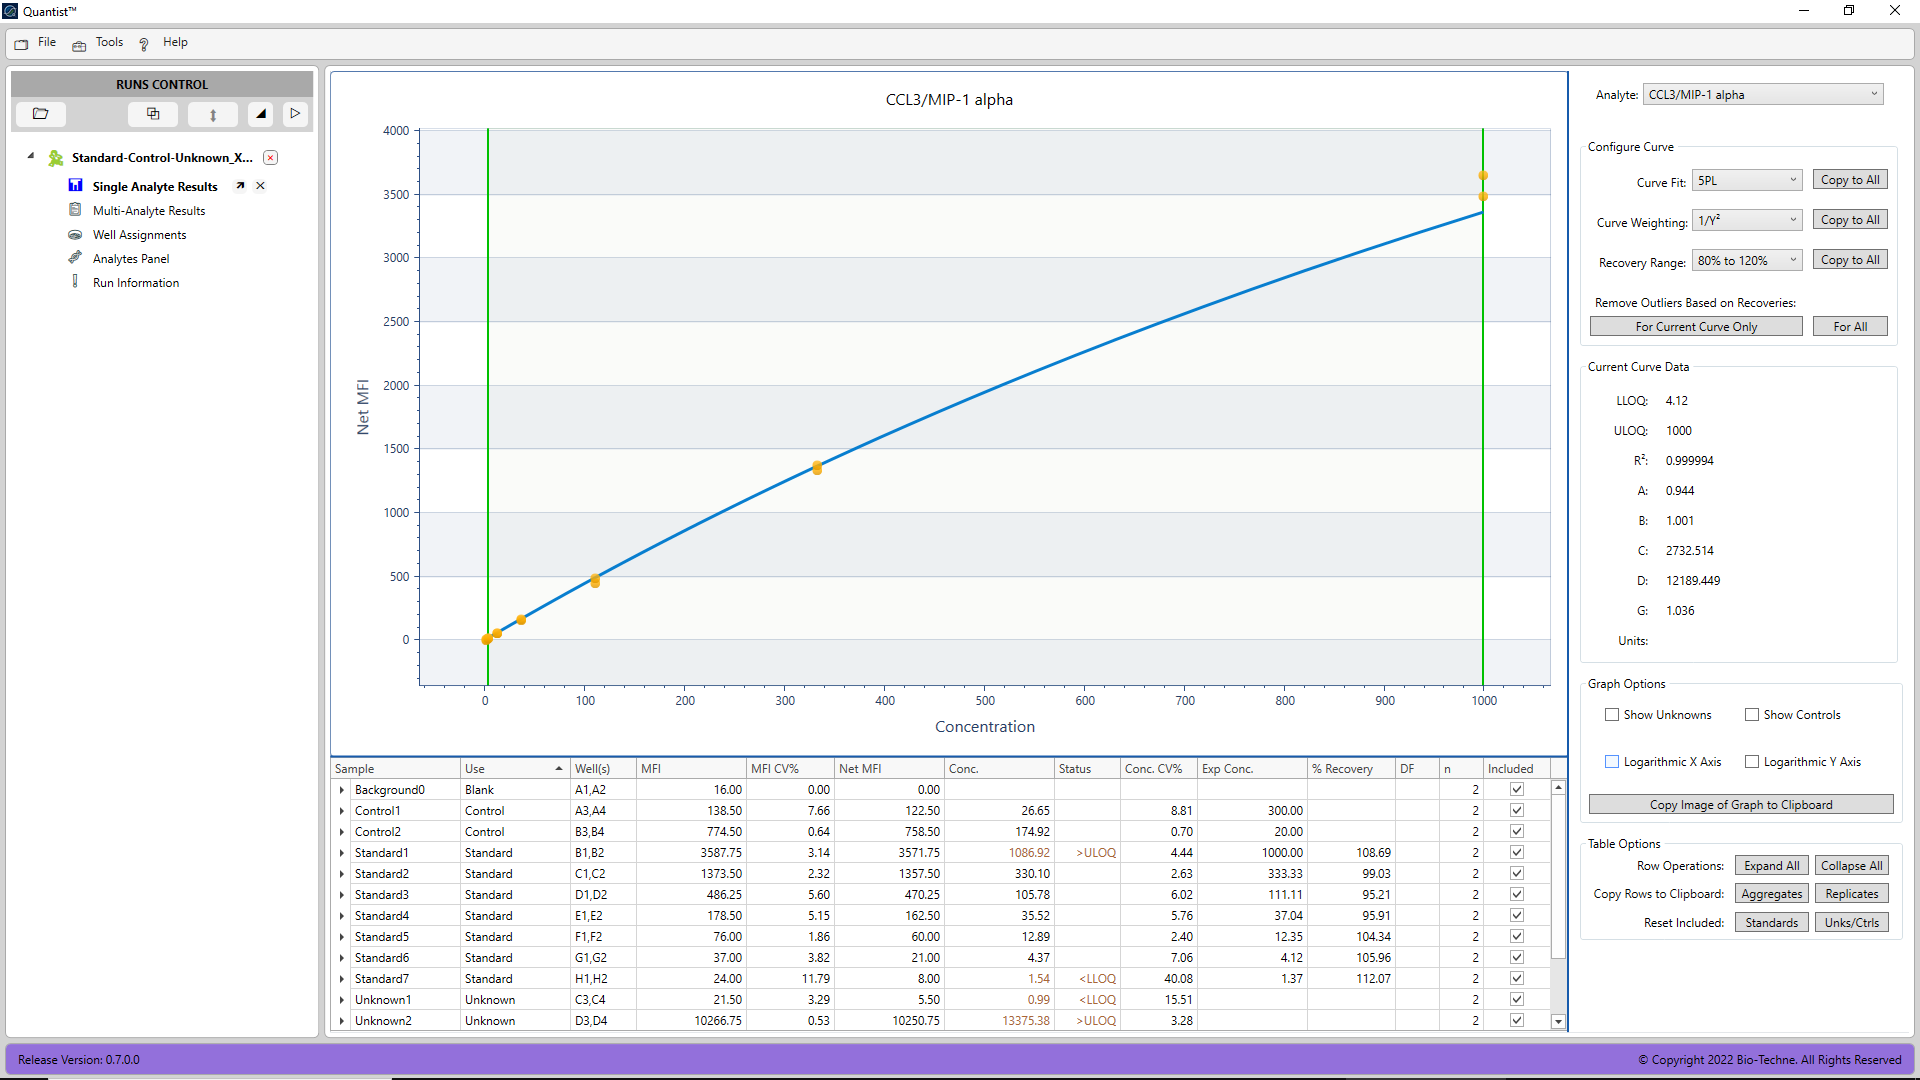 Quantist™
File Tools Help
RUNS CONTROL
Standard-Control-Unknown_X...
Single Analyte Results
Multi-Analyte Results
Well Assignments
Analytes Panel
Run Information
CCL3/MIP-1 alpha
4000
3500
3000
2500
2000
1500
1000
500
0
Net MFI
0 100 200 300 400 500 600 700 800 900 1000
Concentration
Sample Use Well(s) MFI MFI CV% Net MFI Conc. Status Conc. CV% Exp Conc. % Recovery DF n Included
Background0 Blank A1,A2 16.00 0.00 0.00 2
Control1 Control A3,A4 138.50 7.66 122.50 26.65 8.81 300.00 2
Control2 Control B3,B4 774.50 0.64 758.50 174.92 0.70 20.00 2
Standard1 Standard B1,B2 3587.75 3.14 3571.75 1086.92 >ULOQ 4.44 1000.00 108.69 2
Standard2 Standard C1,C2 1373.50 2.32 1357.50 330.10 2.63 333.33 99.03 2
Standard3 Standard D1,D2 486.25 5.60 470.25 105.78 6.02 111.11 95.21 2
Standard4 Standard E1,E2 178.50 5.15 162.50 35.52 5.76 37.04 95.91 2
Standard5 Standard F1,F2 76.00 1.86 60.00 12.89 2.40 12.35 104.34 2
Standard6 Standard G1,G2 37.00 3.82 21.00 4.37 7.06 4.12 105.96 2
Standard7 Standard H1,H2 24.00 11.79 8.00 1.54 <LLOQ 40.08 1.37 112.07 2
Unknown1 Unknown C3,C4 21.50 3.29 5.50 0.99 <LLOQ 15.51 2
Unknown2 Unknown D3,D4 10266.75 0.53 10250.75 13375.38 >ULOQ 3.28 2
Analyte: CCL3/MIP-1 alpha
Configure Curve
Curve Fit: 5PL Copy to All
Curve Weighting: 1/Y² Copy to All
Recovery Range: 80% to 120% Copy to All
Remove Outliers Based on Recoveries:
For Current Curve Only For All
Current Curve Data
LLOQ: 4.12
ULOQ: 1000
R²: 0.999994
A: 0.944
B: 1.001
C: 2732.514
D: 12189.449
G: 1.036
Units:
Graph Options
Show Unknowns Show Controls
Logarithmic X Axis Logarithmic Y Axis
Copy Image of Graph to Clipboard
Table Options
Row Operations: Expand All Collapse All
Copy Rows to Clipboard: Aggregates Replicates
Reset Included: Standards Unks/Ctrls
Release Version: 0.7.0.0
© Copyright 2022 Bio-Techne. All Rights Reserved